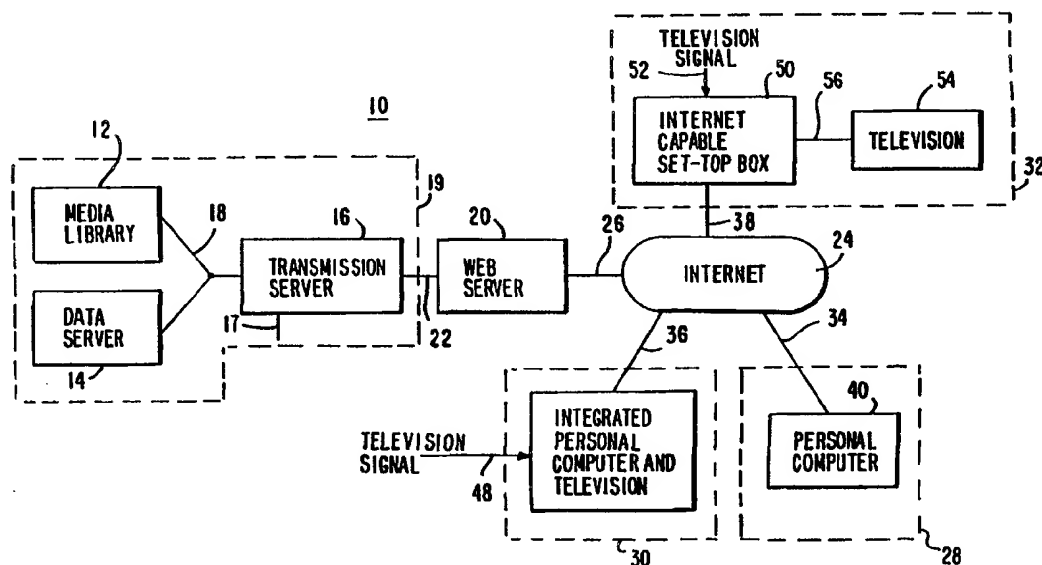 TELEVISION
SIGNAL
52
50
56
54
INTERNET
CAPABLE
SET-TOP BOX
TELEVISION
32
10
12
MEDIA
LIBRARY
18
16
19
TRANSMISSION
SERVER
20
WEB
SERVER
26
38
24
INTERNET
DATA
SERVER
14
17
22
36
34
40
TELEVISION
SIGNAL
48
INTEGRATED
PERSONAL
COMPUTER AND
TELEVISION
PERSONAL
COMPUTER
30
28